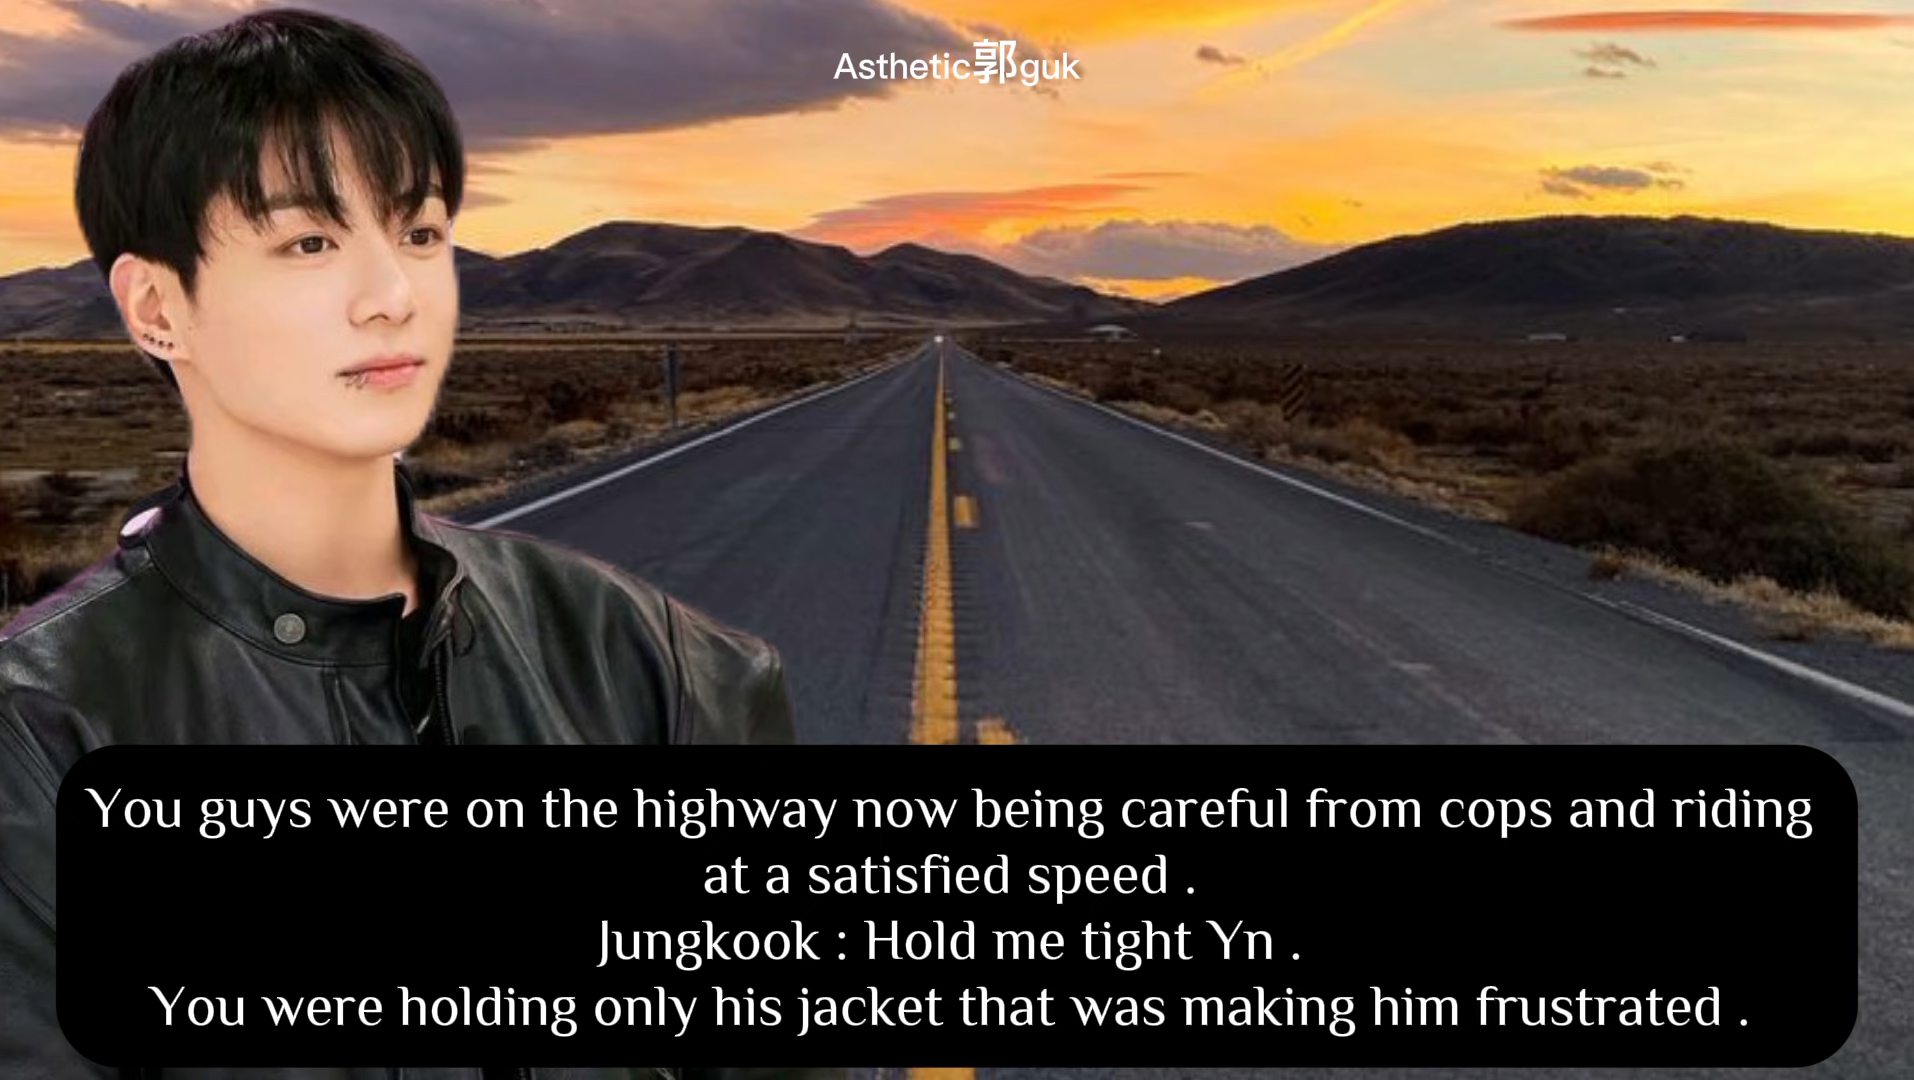 Asthetic郭guk
You guys were on the highway now being careful from cops and riding
at a satisfied speed .
Jungkook : Hold me tight Yn .
You were holding only his jacket that was making him frustrated .